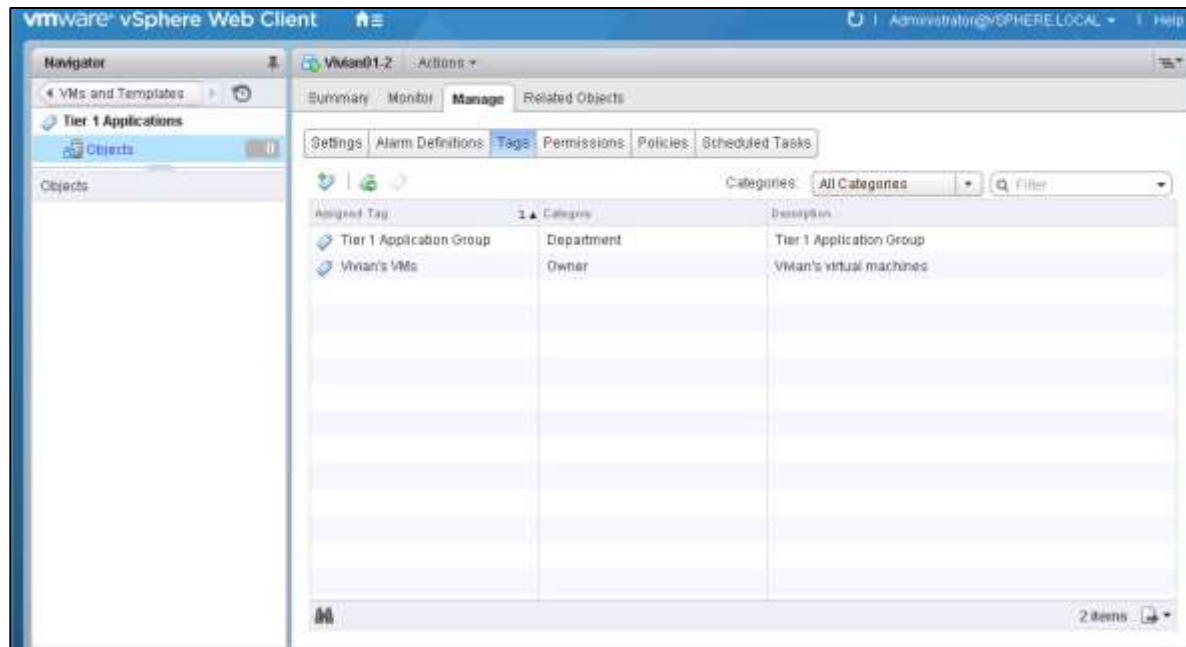 vmware® vSphere Web Client
Administrator@VSPHERE.LOCAL
Help
Navigator
VMs and Templates
Tier 1 Applications
Objects
Objects
Vivian01-2 Actions
Summary Monitor Manage Related Objects
Settings Alarm Definitions Tags Permissions Policies Scheduled Tasks
Categories: All Categories Filter
Assigned Tag 1 Category Description
Tier 1 Application Group Department Tier 1 Application Group
Vivian's VMs Owner Vivian's virtual machines
2 items